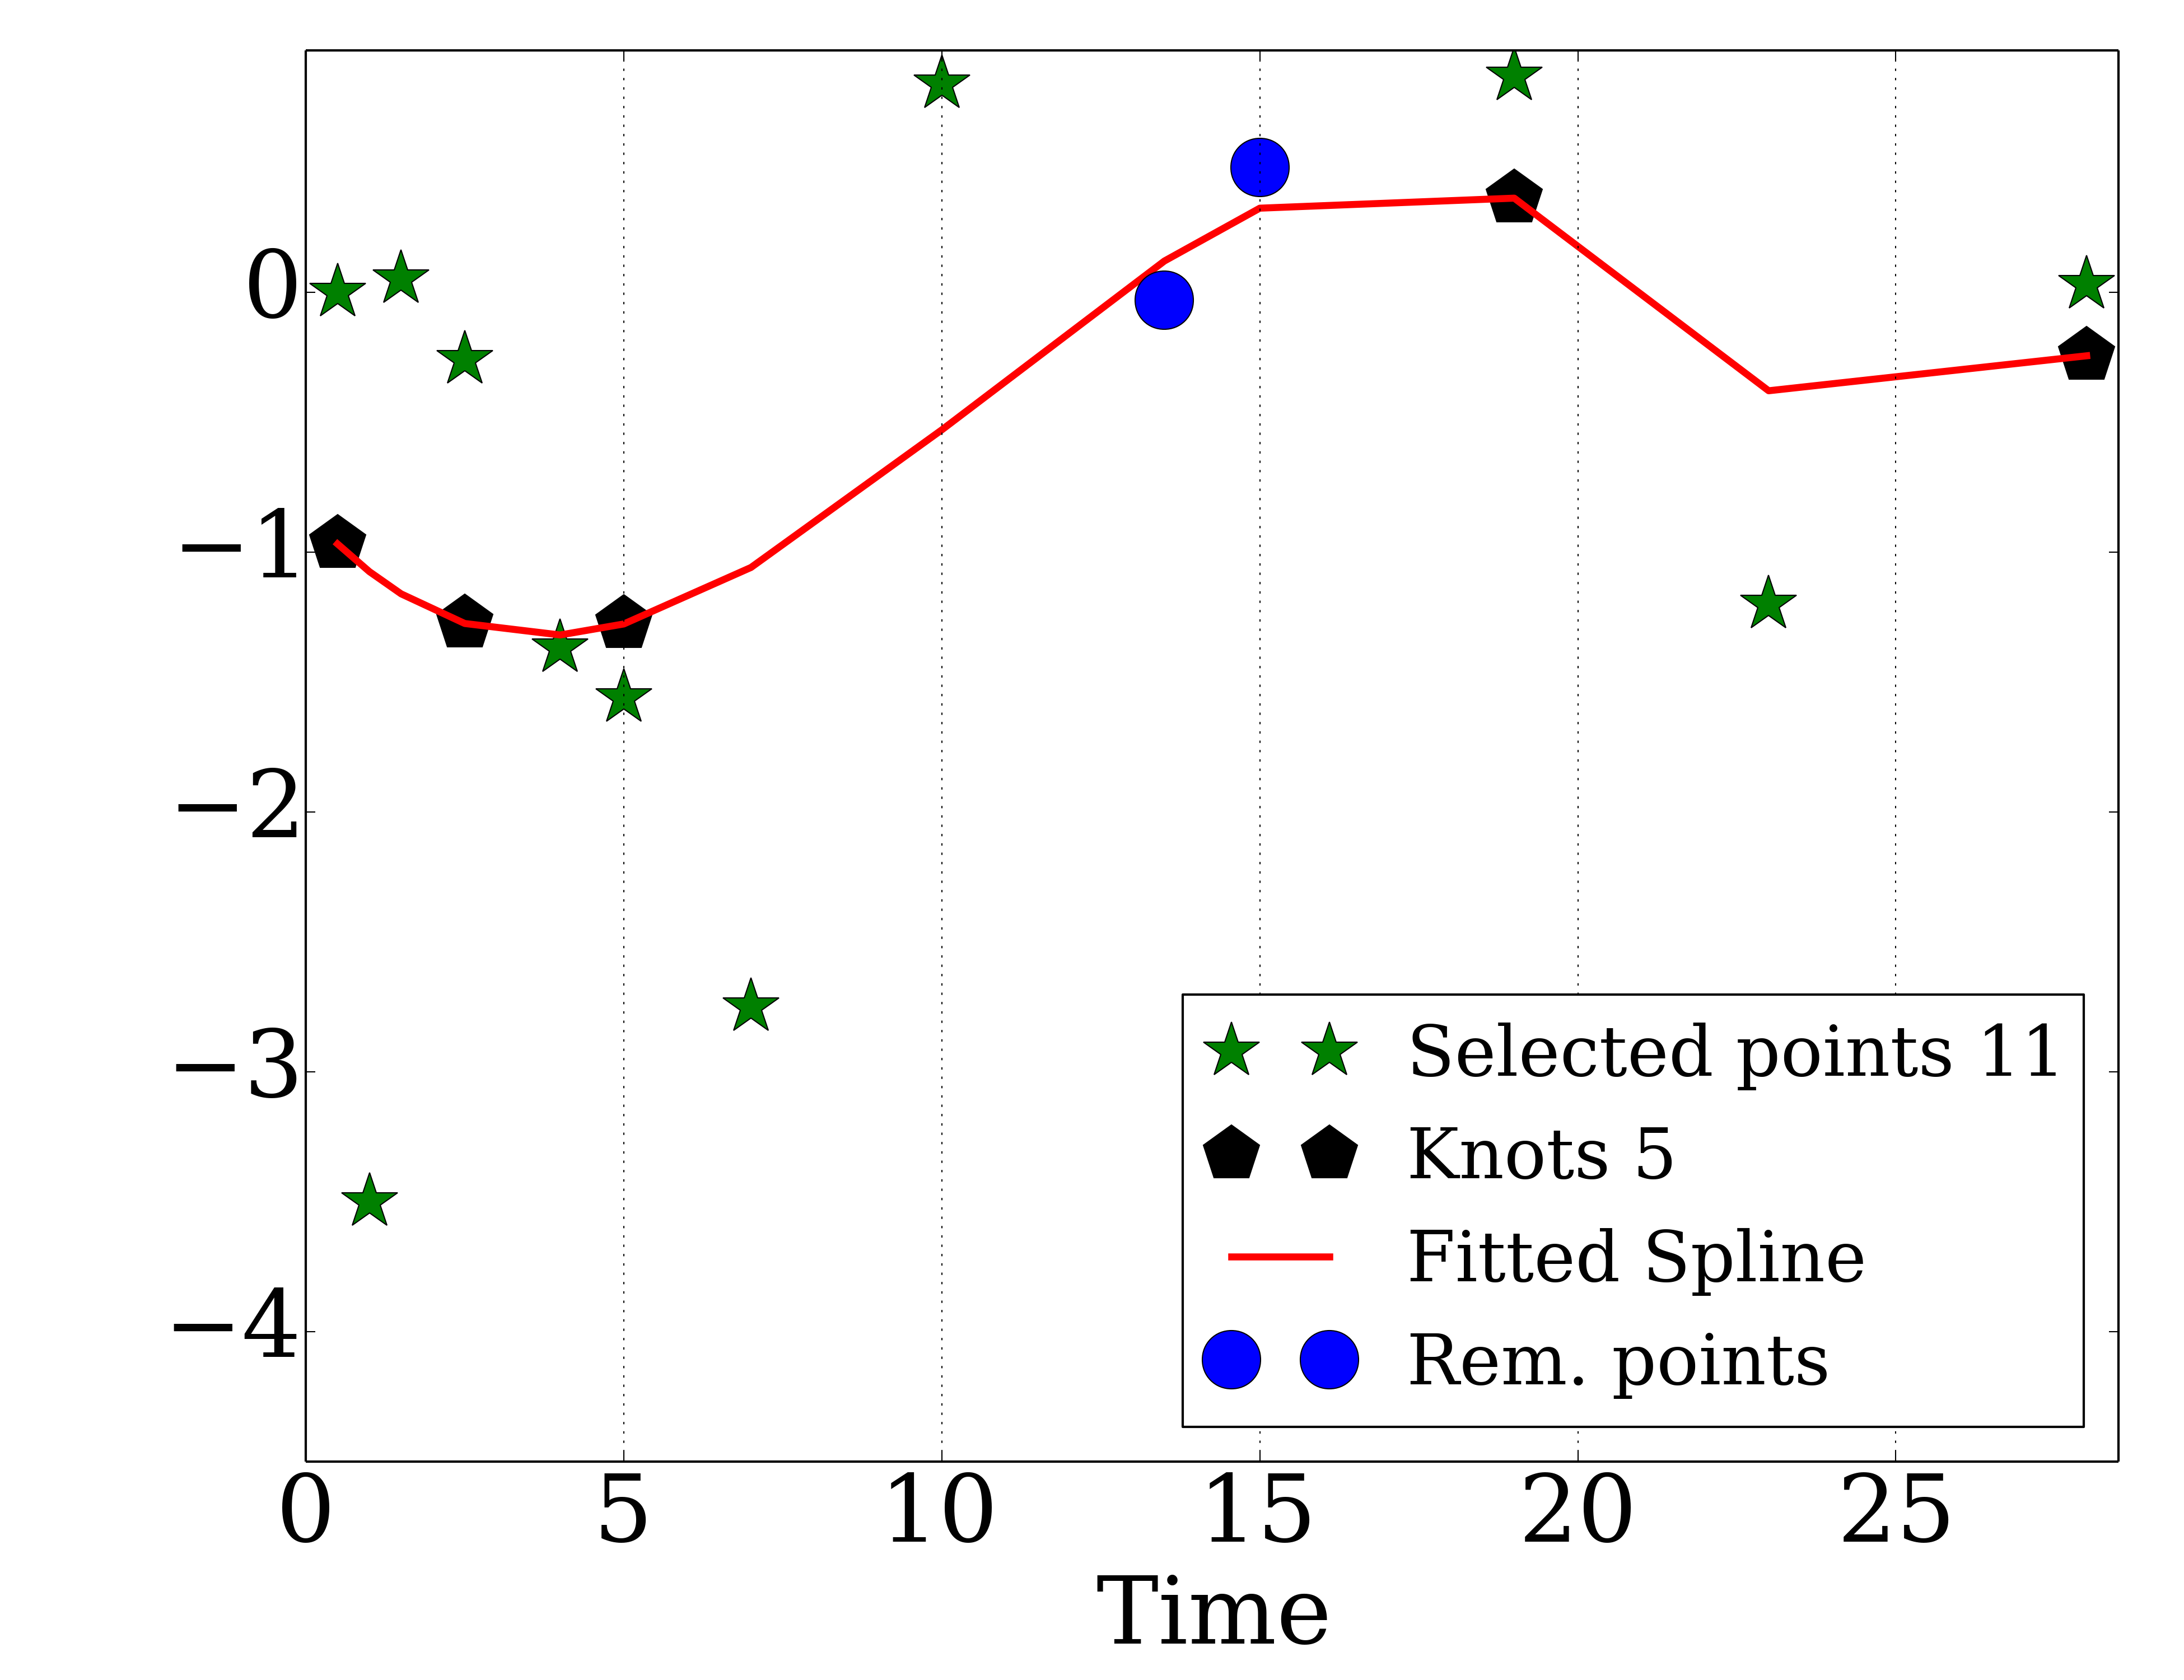 0
−1
−2
−3
−4
Selected points 11
Knots 5
Fitted Spline
Rem. points
0 5 10 15 20 25
Time